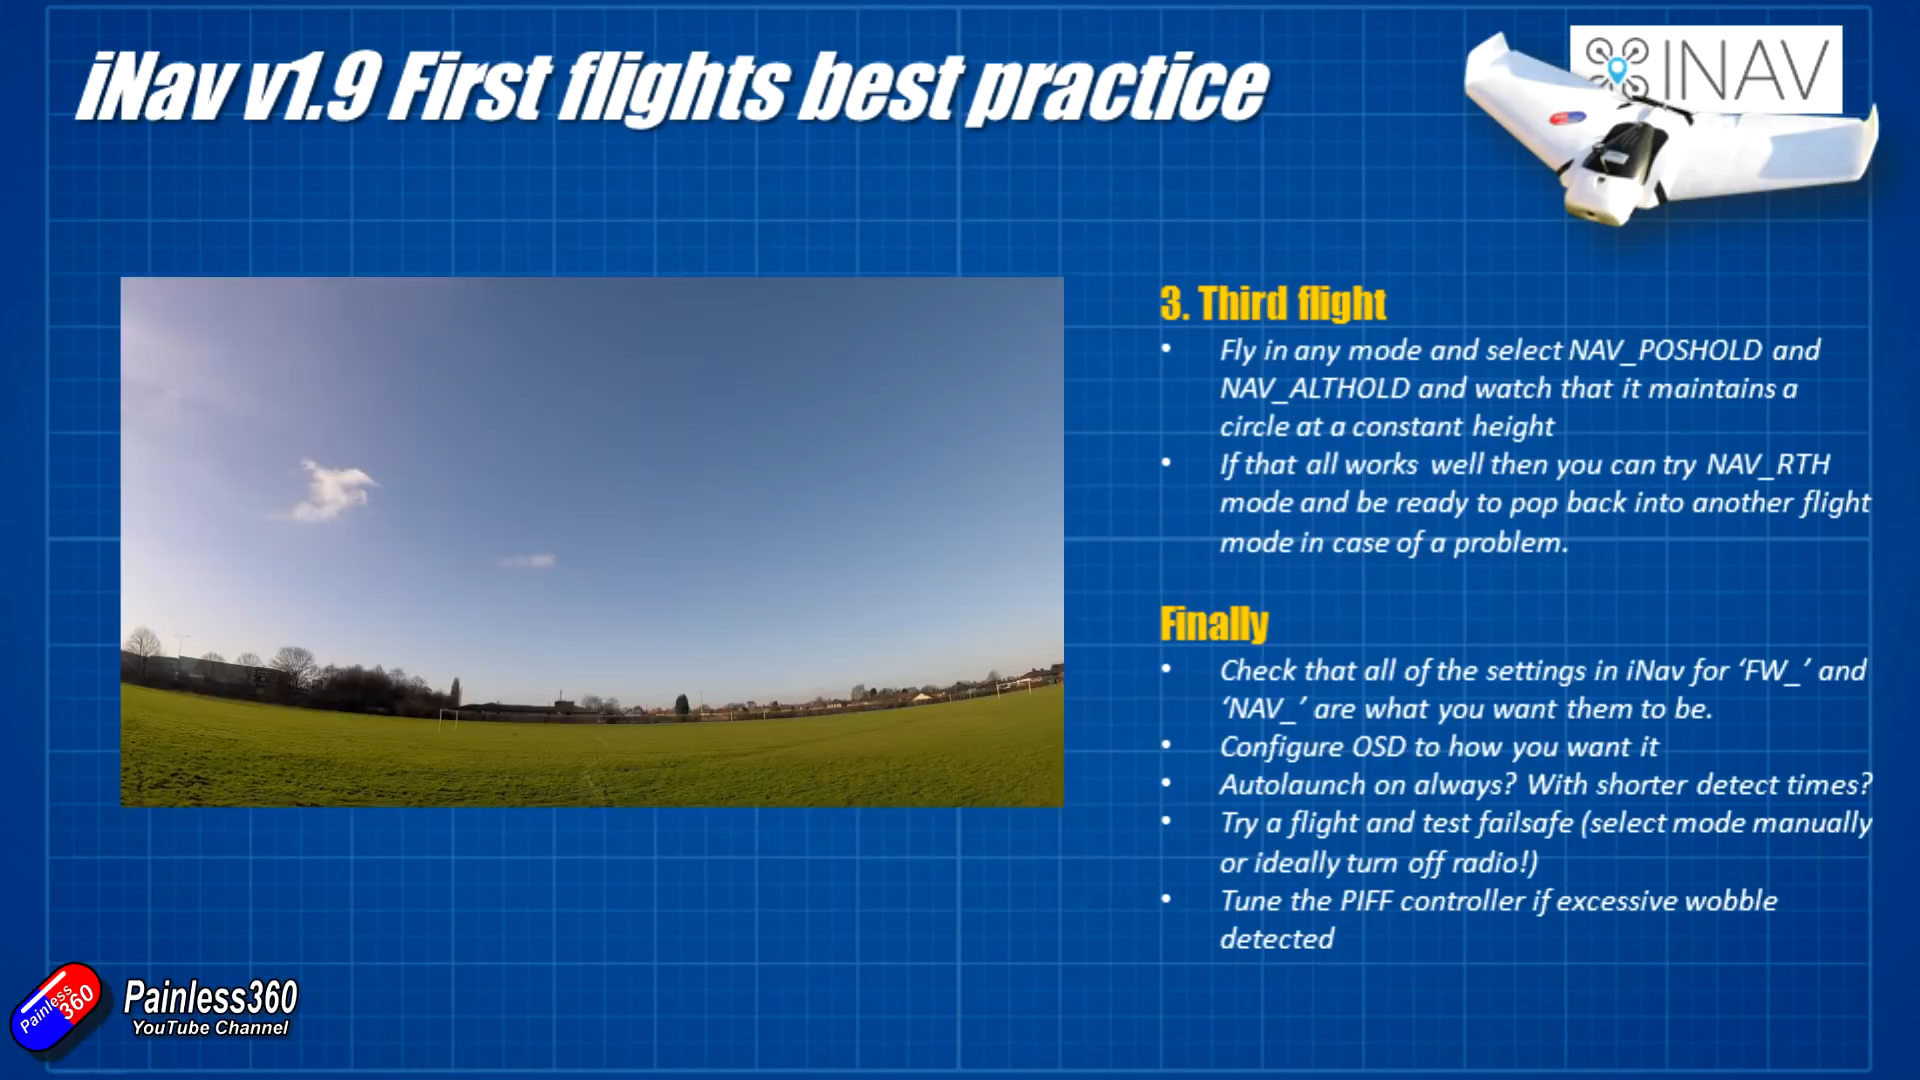 iNav v1.9 First flights best practice
INAV
3. Third flight
• Fly in any mode and select NAV_POSHOLD and
NAV_ALTHOLD and watch that it maintains a
circle at a constant height
• If that all works well then you can try NAV_RTH
mode and be ready to pop back into another flight
mode in case of a problem.
Finally
• Check that all of the settings in iNav for ‘FW_’ and
‘NAV_’ are what you want them to be.
• Configure OSD to how you want it
• Autolaunch on always? With shorter detect times?
• Try a flight and test failsafe (select mode manually
or ideally turn off radio!)
• Tune the PIFF controller if excessive wobble
detected
Painless
360
Painless360
YouTube Channel